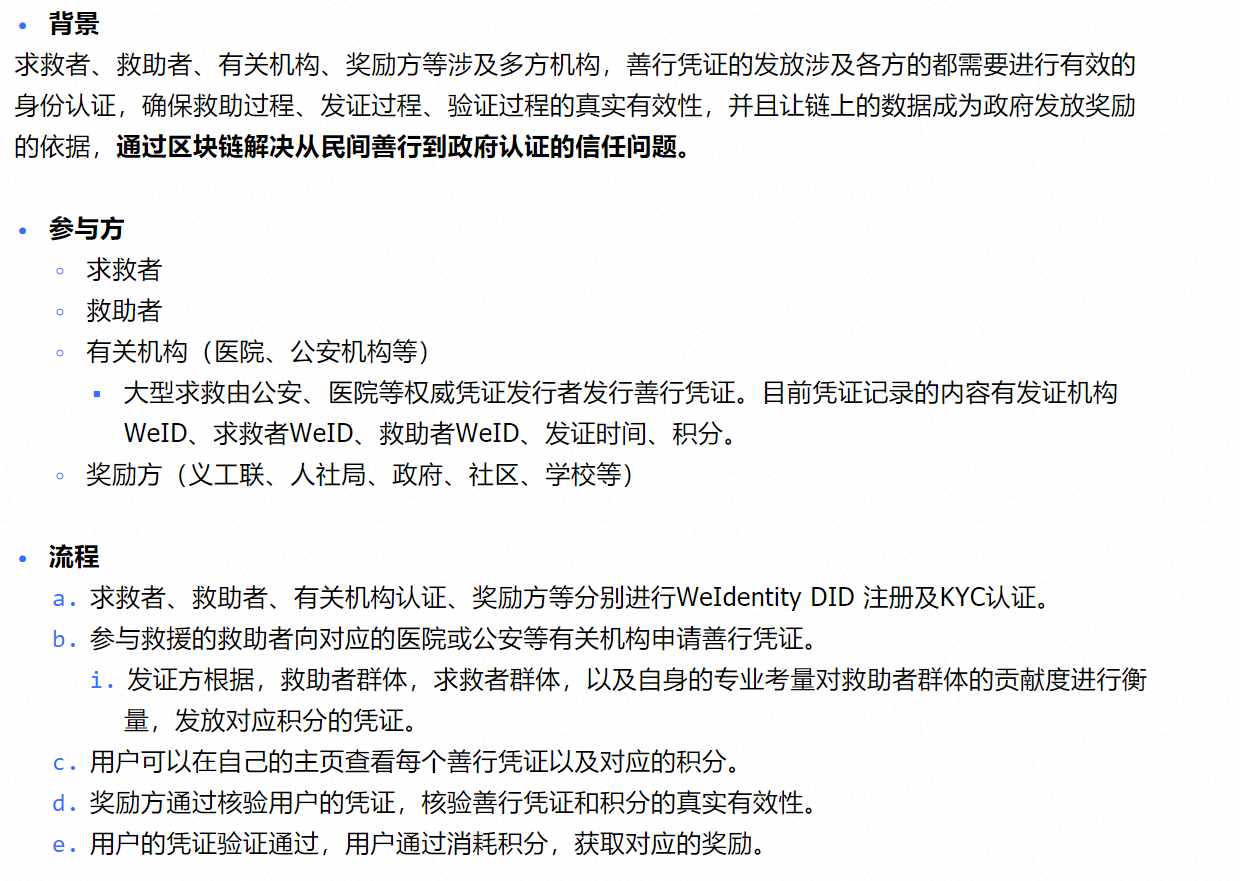 • 背景
求救者、救助者、有关机构、奖励方等涉及多方机构，善行凭证的发放涉及各方的都需要进行有效的
身份认证，确保救助过程、发证过程、验证过程的真实有效性，并且让链上的数据成为政府发放奖励
的依据，通过区块链解决从民间善行到政府认证的信任问题。
• 参与方
◦ 求救者
◦ 救助者
◦ 有关机构（医院、公安机构等）
▪ 大型求救由公安、医院等权威凭证发行者发行善行凭证。目前凭证记录的内容有发证机构
WeID、求救者WeID、救助者WeID、发证时间、积分。
◦ 奖励方（义工联、人社局、政府、社区、学校等）
• 流程
a. 求救者、救助者、有关机构认证、奖励方等分别进行WeIdentity DID 注册及KYC认证。
b. 参与救援的救助者向对应的医院或公安等有关机构申请善行凭证。
i. 发证方根据，救助者群体，求救者群体，以及自身的专业考量对救助者群体的贡献度进行衡
量，发放对应积分的凭证。
c. 用户可以在自己的主页查看每个善行凭证以及对应的积分。
d. 奖励方通过核验用户的凭证，核验善行凭证和积分的真实有效性。
e. 用户的凭证验证通过，用户通过消耗积分，获取对应的奖励。